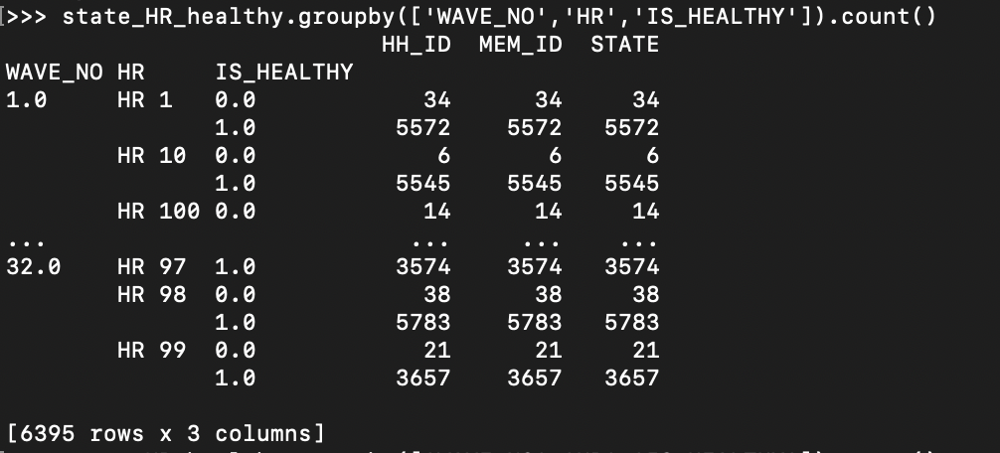 [>>> state_HR_healthy.groupby(['WAVE_NO','HR','IS_HEALTHY']).count()
HH_ID MEM_ID STATE
WAVE_NO HR IS_HEALTHY
1.0 HR 1 0.0 34 34 34
1.0 5572 5572 5572
HR 10 0.0 6 6 6
1.0 5545 5545 5545
HR 100 0.0 14 14 14
... ... ... ...
32.0 HR 97 1.0 3574 3574 3574
HR 98 0.0 38 38 38
1.0 5783 5783 5783
HR 99 0.0 21 21 21
1.0 3657 3657 3657
[6395 rows x 3 columns]